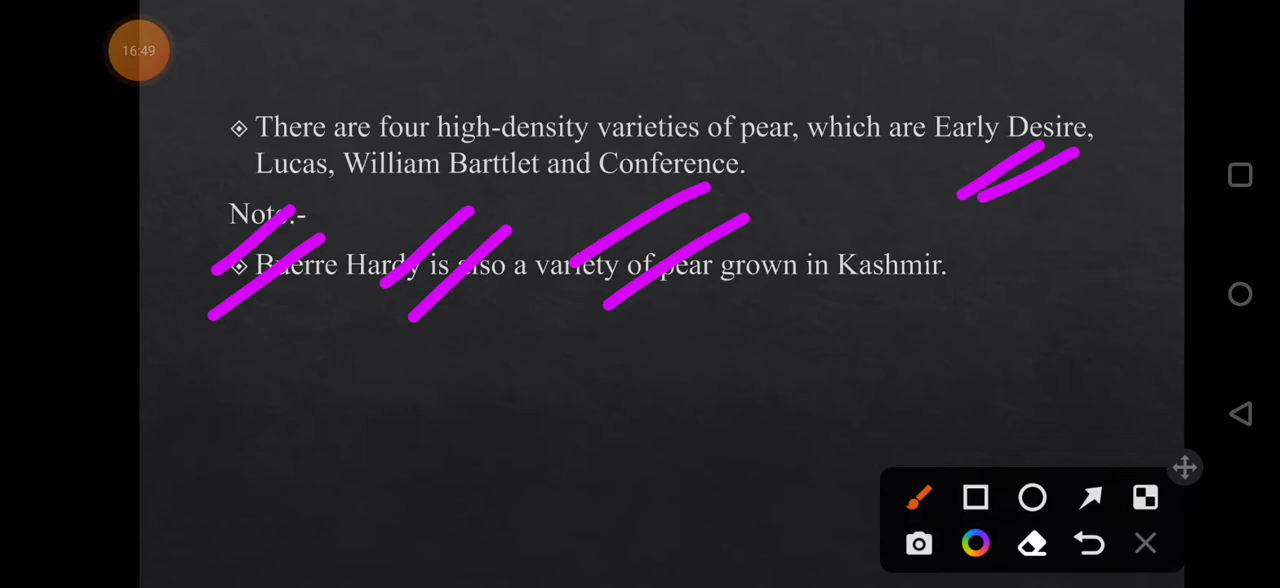 16:49
There are four high-density varieties of pear, which are Early Desire,
Lucas, William Barttlet and Conference.
Note:-
Buerre Hardy is also a variety of pear grown in Kashmir.